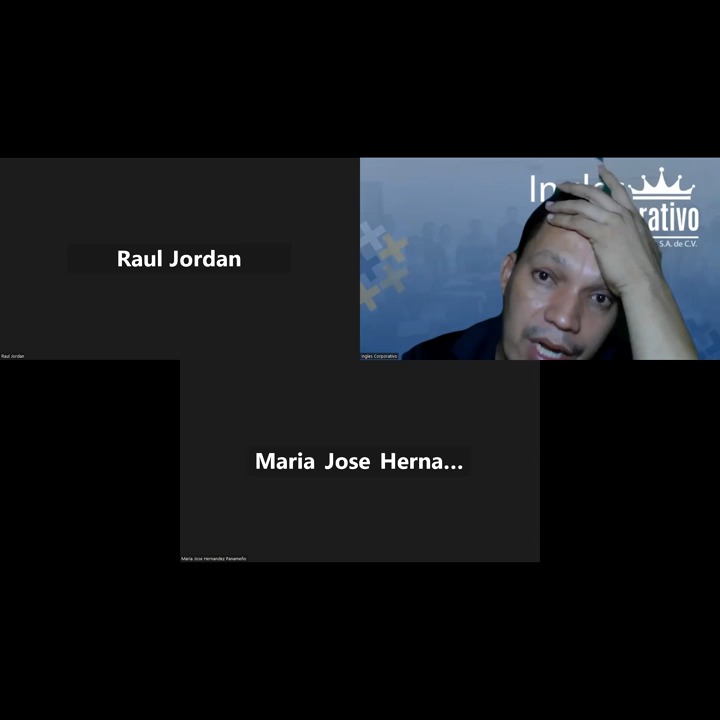 Raul Jordan
Raul Jordan
rativo
S.A. de C.V.
Ingles Corporativo
Maria Jose Herna...
Maria Jose Hernandez Panameño